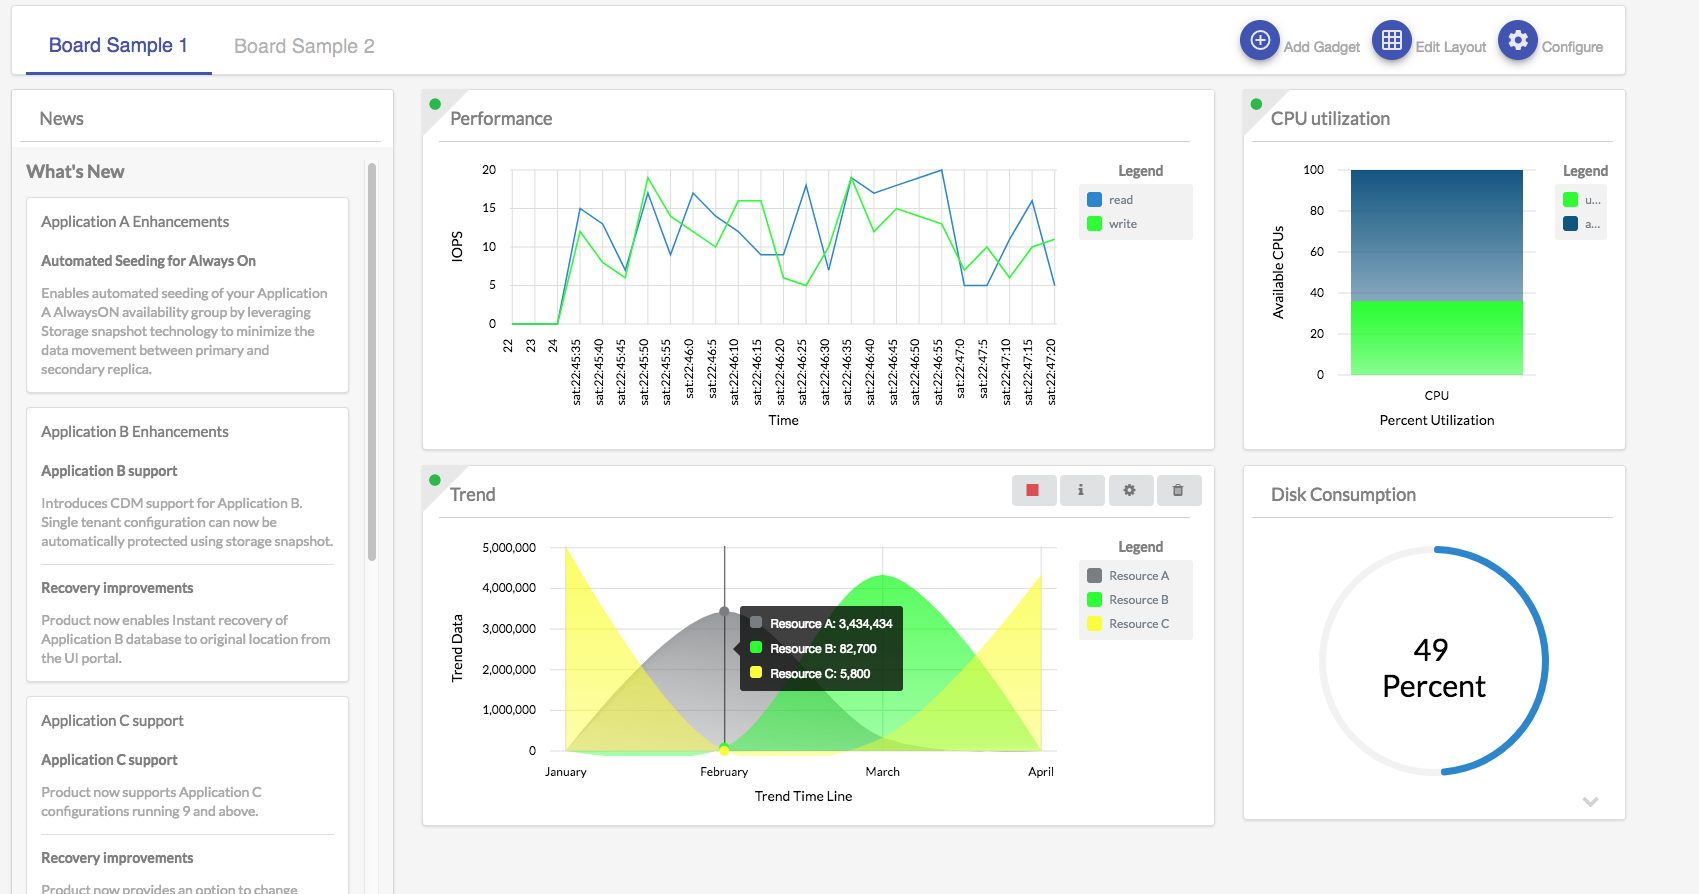 Board Sample 1
Board Sample 2
Add Gadget
Edit Layout
Configure
News
What's New
Application A Enhancements
Automated Seeding for Always On
Enables automated seeding of your Application
A AlwaysON availability group by leveraging
Storage snapshot technology to minimize the
data movement between primary and
secondary replica.
Application B Enhancements
Application B support
Introduces CDM support for Application B.
Single tenant configuration can now be
automatically protected using storage snapshot.
Recovery improvements
Product now enables Instant recovery of
Application B database to original location from
the UI portal.
Application C support
Application C support
Product now supports Application C
configurations running 9 and above.
Recovery improvements
Product now provides an option to change
Performance
20
15
10
5
0
IOPS
22
23
24
sat:22:45:35
sat:22:45:40
sat:22:45:45
sat:22:45:50
sat:22:45:55
sat:22:46:0
sat:22:46:5
sat:22:46:10
sat:22:46:15
sat:22:46:20
sat:22:46:25
sat:22:46:30
sat:22:46:35
sat:22:46:40
sat:22:46:45
sat:22:46:50
sat:22:46:55
sat:22:47:0
sat:22:47:5
sat:22:47:10
sat:22:47:15
sat:22:47:20
Time
Legend
read
write
CPU utilization
100
80
60
40
20
0
Available CPUs
CPU
Percent Utilization
Legend
u...
a...
Trend
5,000,000
4,000,000
3,000,000
2,000,000
1,000,000
0
Trend Data
Resource A: 3,434,434
Resource B: 82,700
Resource C: 5,800
January
February
March
April
Trend Time Line
Legend
Resource A
Resource B
Resource C
Disk Consumption
49
Percent